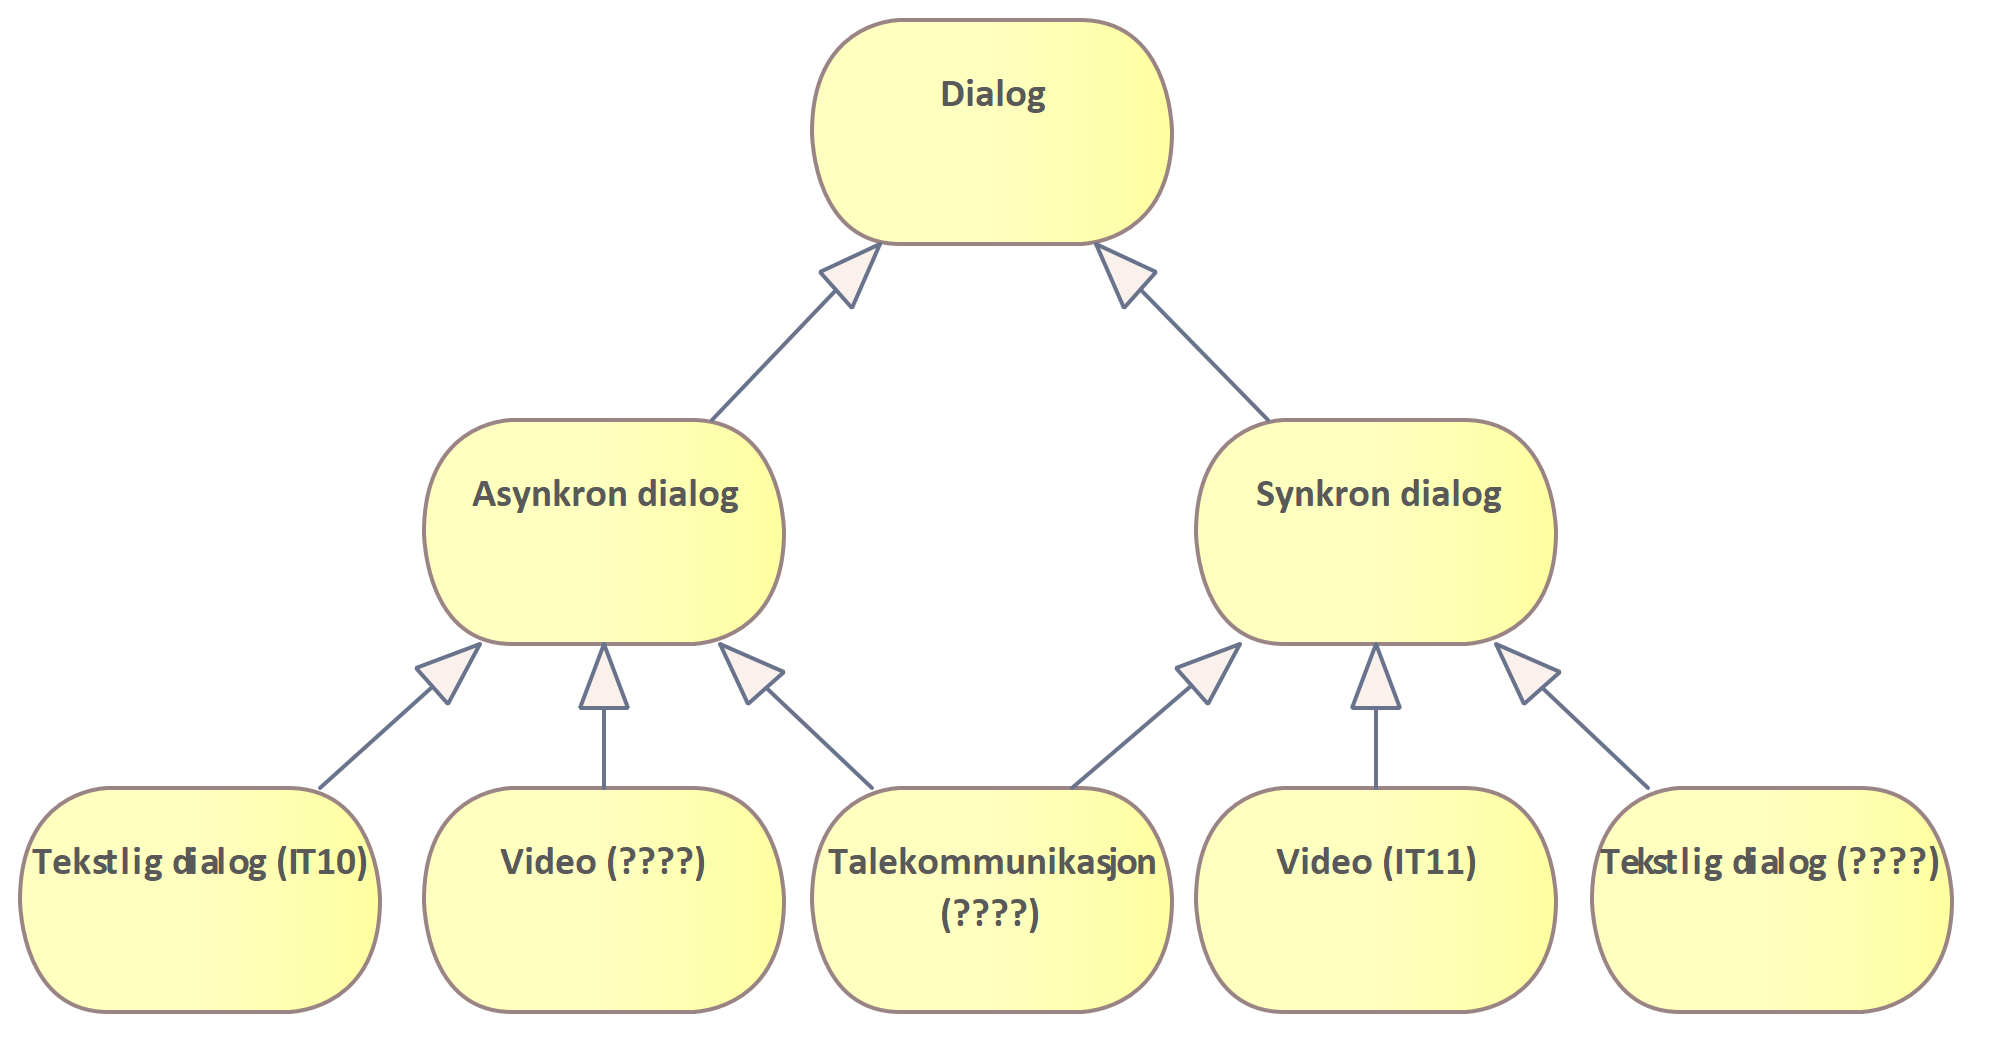 Dialog
Asynkron dialog
Synkron dialog
Tekstlig dialog (IT10)
Video (????)
Talekommunikasjon
(????)
Video (IT11)
Tekstlig dialog (????)